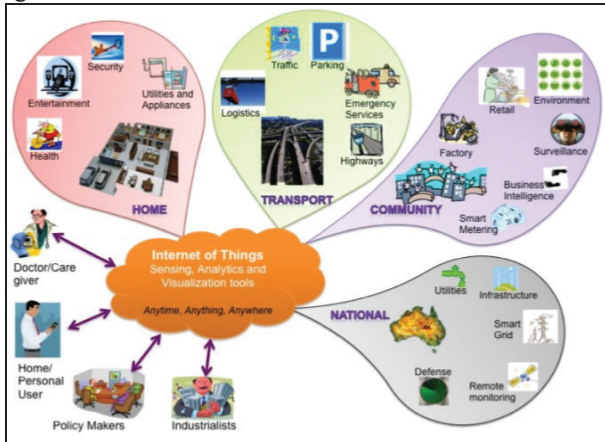 Security
Entertainment
Utilities and
Appliances
Health
HOME
Traffic
Parking
P
Logistics
Emergency
Services
Highways
TRANSPORT
Retail
Environment
Factory
Surveillance
Business
Intelligence
COMMUNITY
Smart
Metering
Internet of Things
Sensing, Analytics and
Visualization tools
Anytime, Anything, Anywhere
Utilities
Infrastructure
NATIONAL
Smart
Grid
Defense
Remote
monitoring
Doctor/Care
giver
Home/
Personal
User
Policy Makers
Industrialists